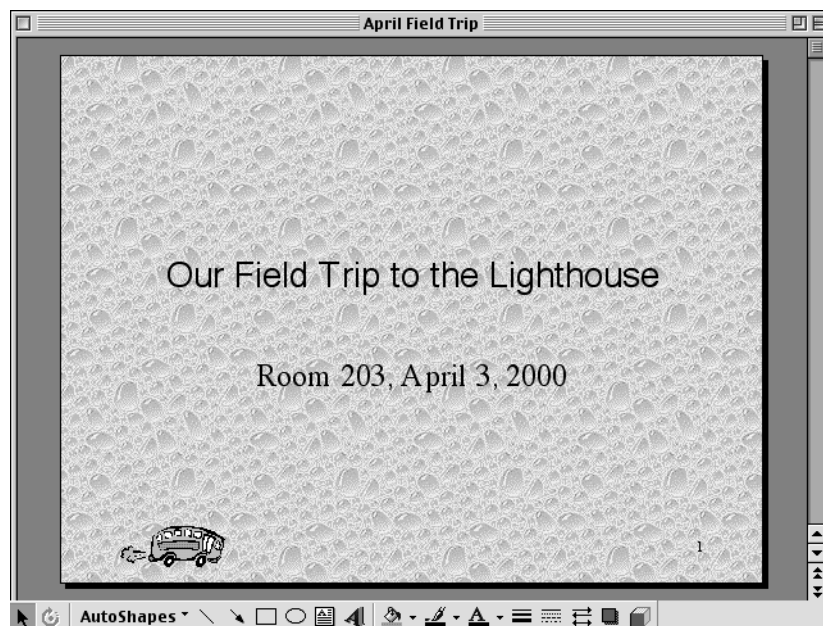 April Field Trip
Our Field Trip to the Lighthouse
Room 203, April 3, 2000
1
AutoShapes
A
A